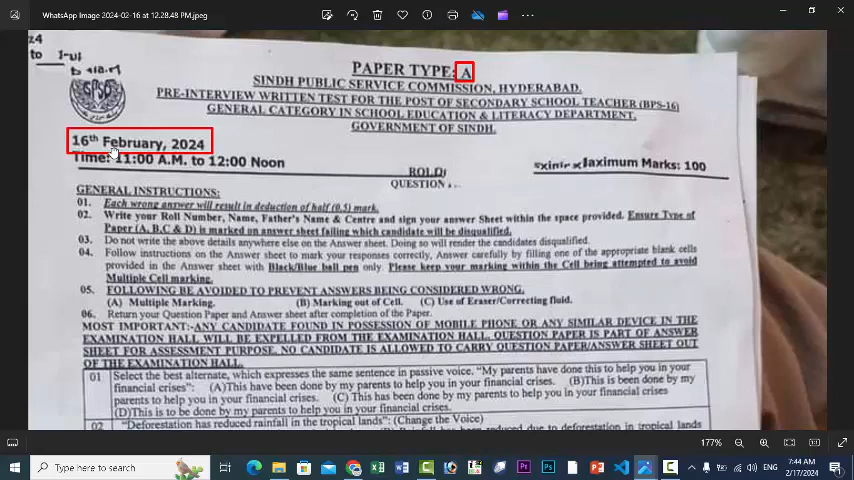 WhatsApp Image 2024-02-16 at 12.28.48 PM.jpeg
24
to
PAPER TYPE: A
SINDH PUBLIC SERVICE COMMISSION, HYDERABAD.
PRE-INTERVIEW WRITTEN TEST FOR THE POST OF SECONDARY SCHOOL TEACHER (BPS-16)
GENERAL CATEGORY IN SCHOOL EDUCATION & LITERACY DEPARTMENT,
GOVERNMENT OF SINDH.
16th February, 2024
Time: 11:00 A.M. to 12:00 Noon
Maximum Marks: 100
QUESTION
GENERAL INSTRUCTIONS:
01. Each wrong answer will result in deduction of half (0.5) mark.
02. Write your Roll Number, Name, Father's Name & Centre and sign your answer Sheet within the space provided. Ensure Type of
Paper (A,B,C & D) is marked on answer sheet failing which candidate will be disqualified.
03. Do not write the above details anywhere else on the Answer sheet. Doing so will render the candidates disqualified.
04. Follow instructions on the Answer sheet to mark your responses correctly, Answer carefully by filling one of the appropriate blank cells
provided in the Answer sheet with Black/Blue ball pen only. Please keep your marking within the Cell being attempted to avoid
Multiple Cell marking.
05. FOLLOWING BE AVOIDED TO PREVENT ANSWERS BEING CONSIDERED WRONG.
(A) Multiple Marking. (B) Marking out of Cell. (C) Use of Eraser/Correcting fluid.
06. Return your Question Paper and Answer sheet after completion of the Paper.
MOST IMPORTANT:-ANY CANDIDATE FOUND IN POSSESSION OF MOBILE PHONE OR ANY SIMILAR DEVICE IN THE
EXAMINATION HALL WILL BE EXPELLED FROM THE EXAMINATION HALL. QUESTION PAPER IS PART OF ANSWER
SHEET FOR ASSESSMENT PURPOSE. NO CANDIDATE IS ALLOWED TO CARRY QUESTION PAPER/ANSWER SHEET OUT
OF THE EXAMINATION HALL.
01 Select the best alternate, which expresses the same sentence in passive voice. "My parents have done this to help you in your
financial crises": (A)This have been done by my parents to help you in your financial crises. (B)This is been done by my
parents to help you in your financial crises. (C) This has been done by my parents to help you in your financial crises
(D)This is to be done by my parents to help you in your financial crises.
02 "Deforestation has reduced rainfall in the tropical lands": (Change the Voice)
177%
Type here to search
ENG
7:44 AM
2/17/2024